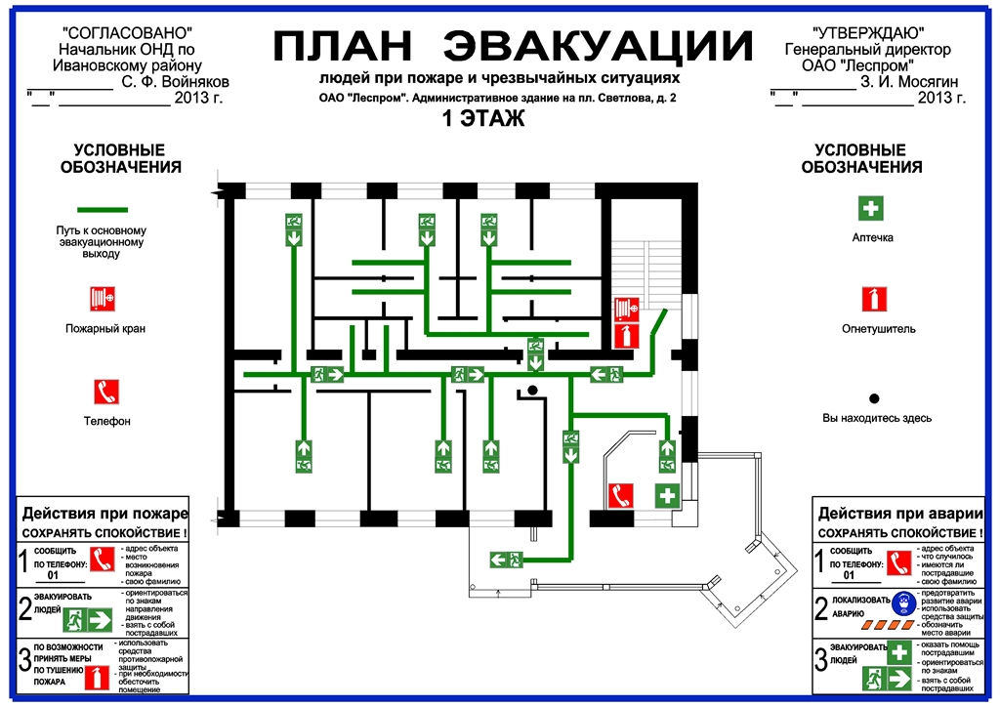 "СОГЛАСОВАНО"
Начальник ОНД по
Ивановскому району
__________ С. Ф. Войняков
"__" _____________ 2013 г.
ПЛАН ЭВАКУАЦИИ
людей при пожаре и чрезвычайных ситуациях
ОАО "Леспром". Административное здание на пл. Светлова, д. 2
1 ЭТАЖ
"УТВЕРЖДАЮ"
Генеральный директор
ОАО "Леспром"
__________ З. И. Мосягин
"__" _____________ 2013 г.
УСЛОВНЫЕ
ОБОЗНАЧЕНИЯ
Путь к основному
эвакуационному
выходу
Пожарный кран
Телефон
УСЛОВНЫЕ
ОБОЗНАЧЕНИЯ
Аптечка
Огнетушитель
Вы находитесь здесь
Действия при пожаре
СОХРАНЯТЬ СПОКОЙСТВИЕ !
1 СООБЩИТЬ
ПО ТЕЛЕФОНУ:
01
- адрес объекта
- место
возникновения
пожара
- свою фамилию
2 ЭВАКУИРОВАТЬ
ЛЮДЕЙ
- ориентироваться
по знакам
направления
движения
- взять с собой
пострадавших
3 ПО ВОЗМОЖНОСТИ
ПРИНЯТЬ МЕРЫ
ПО ТУШЕНИЮ
ПОЖАРА
- использовать
средства
противопожарной
защиты
- при необходимости
обесточить
помещение
Действия при аварии
СОХРАНЯТЬ СПОКОЙСТВИЕ !
1 СООБЩИТЬ
ПО ТЕЛЕФОНУ:
01
- адрес объекта
- что случилось
- имеются ли
пострадавшие
- свою фамилию
2 ЛОКАЛИЗОВАТЬ
АВАРИЮ
- предотвратить
развитие аварии
- использовать
средства защиты
- обозначить
место аварии
3 ЭВАКУИРОВАТЬ
ЛЮДЕЙ
- оказать помощь
пострадавшим
- ориентироваться
по знакам
- взять с собой
пострадавших